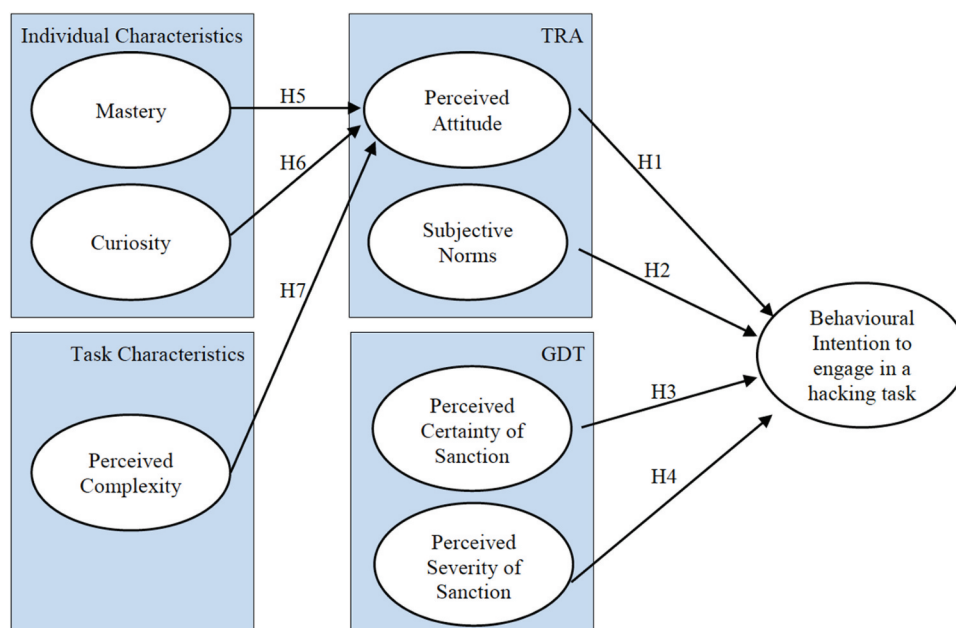 Individual Characteristics
Mastery
Curiosity
H5
H6
H7
TRA
Perceived
Attitude
Subjective
Norms
H1
H2
Task Characteristics
Perceived
Complexity
GDT
Perceived
Certainty of
Sanction
Perceived
Severity of
Sanction
H3
H4
Behavioural
Intention to
engage in a
hacking task